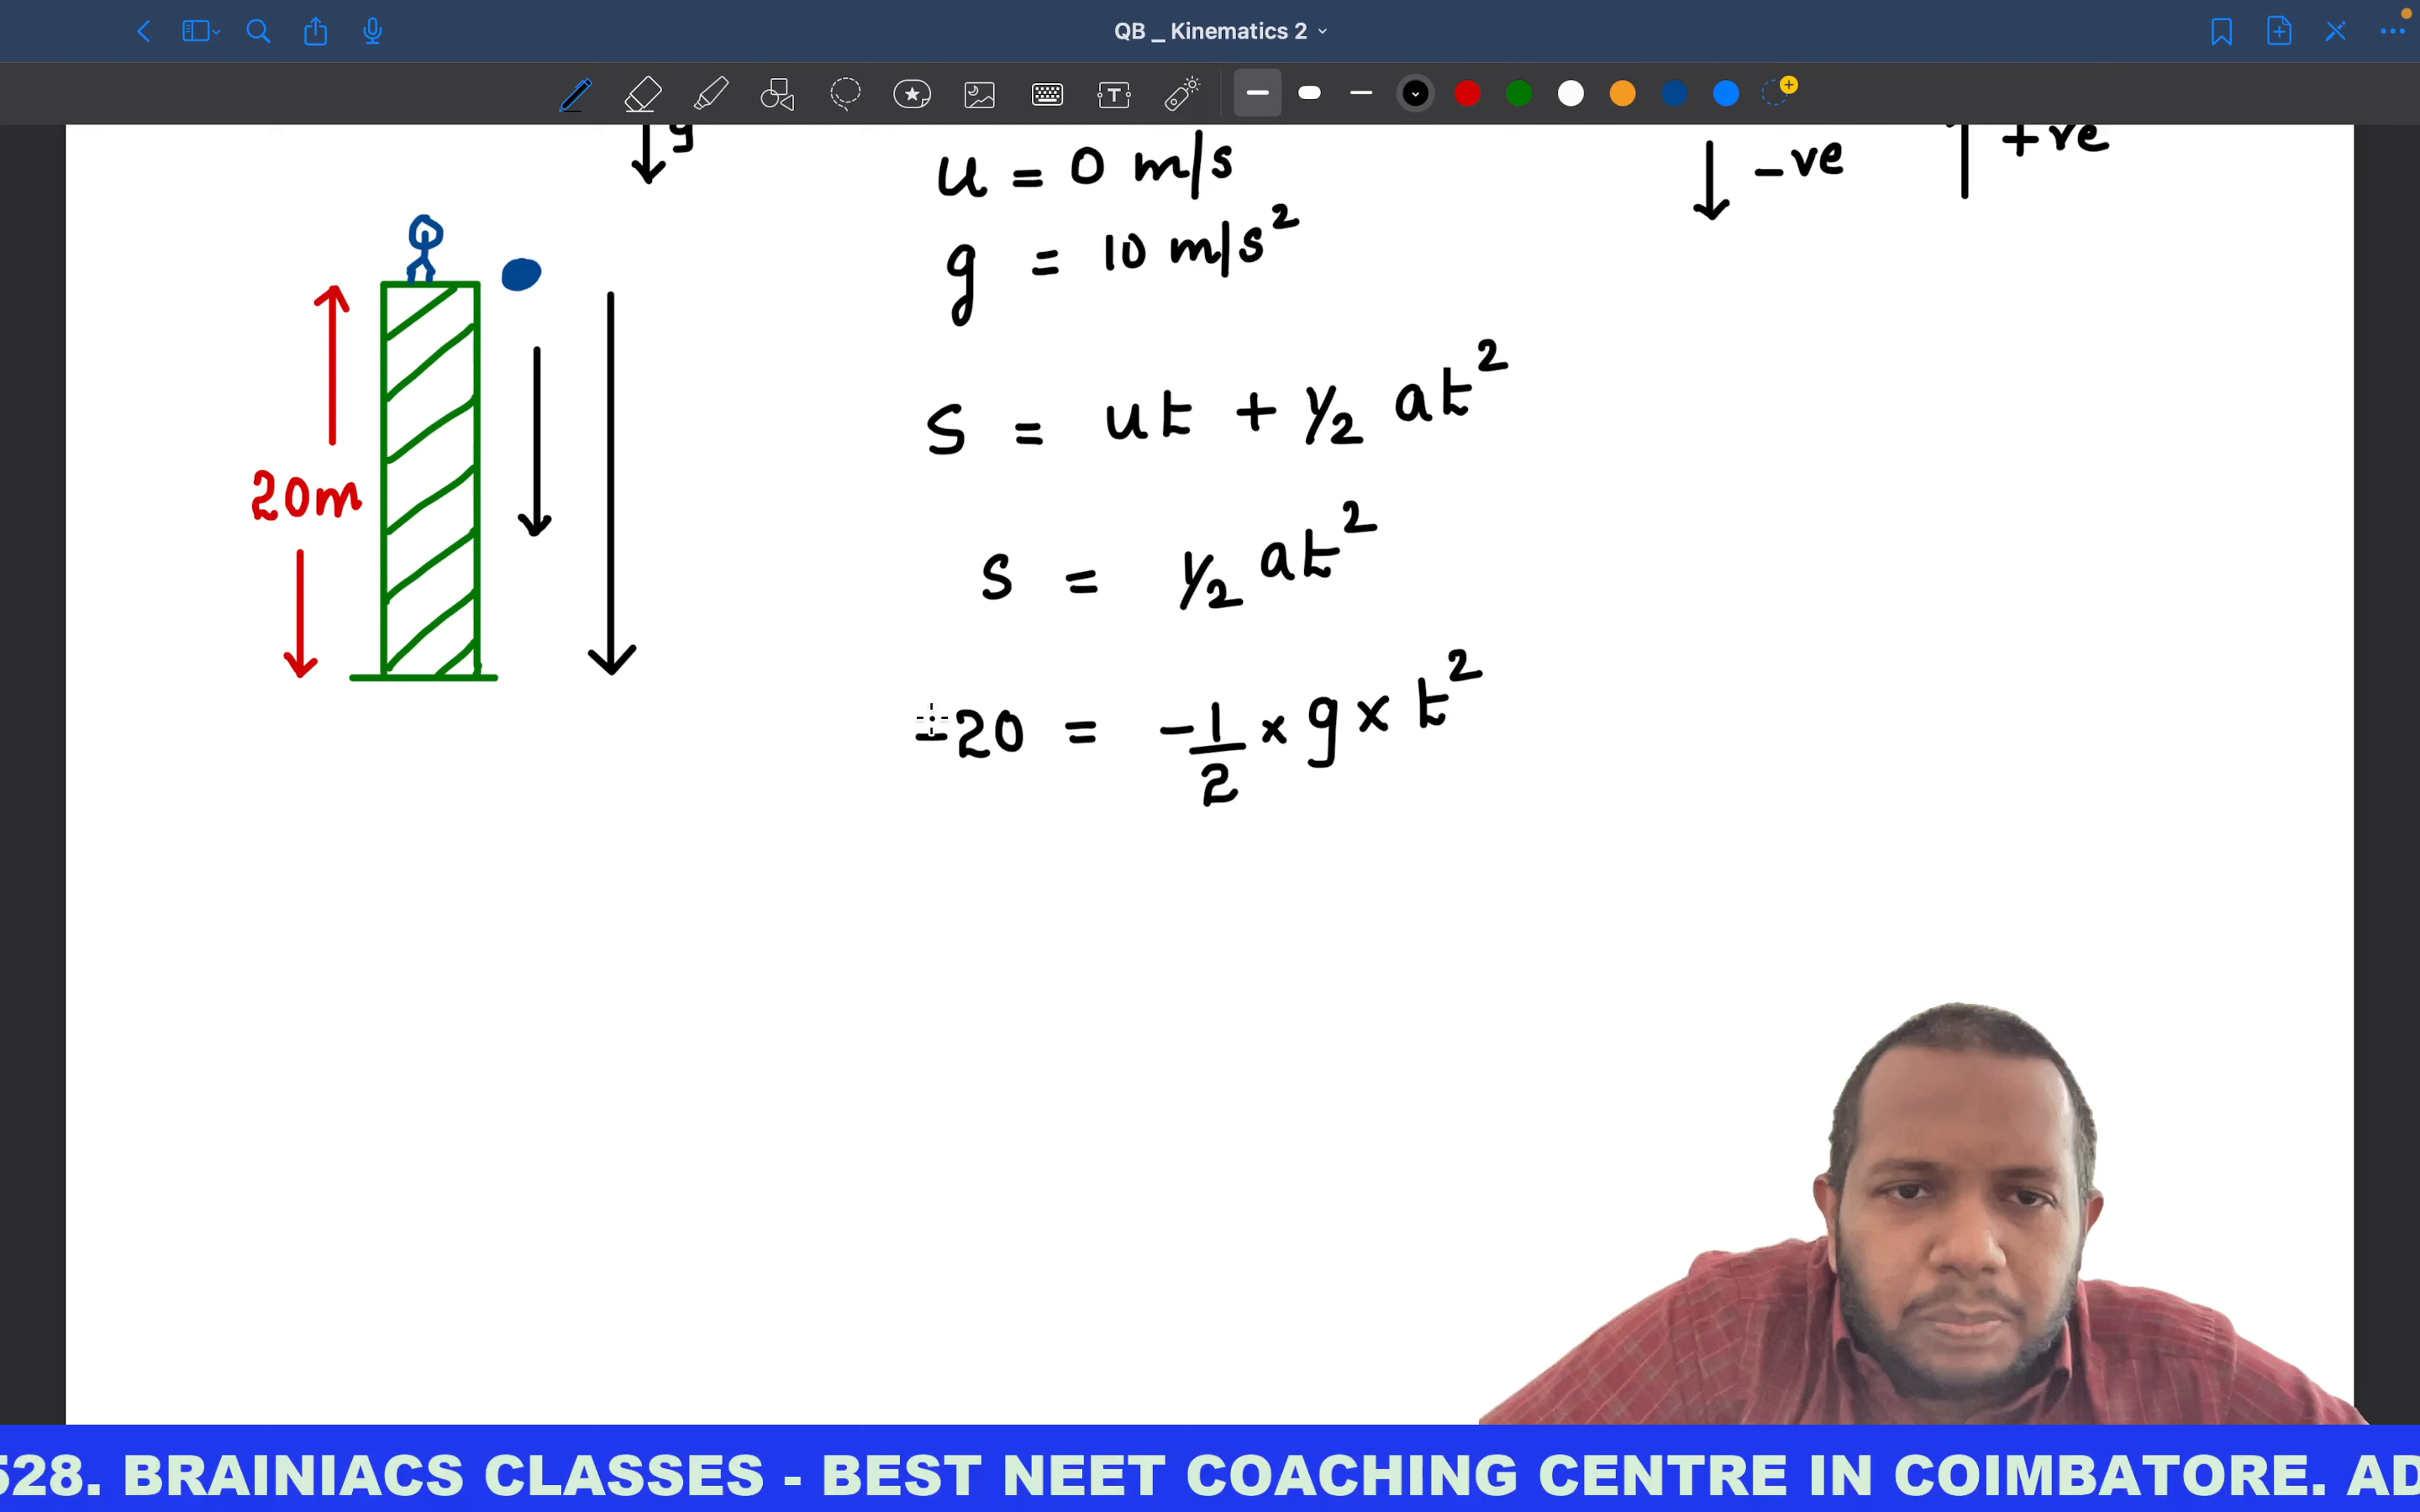 QB _ Kinematics 2
g
u = 0 m/s
-ve
+ve
g = 10 m/s²
S = ut + 1/2 at²
20m
S = 1/2 at²
-20 = -1/2 × g × t²
528. BRAINIACS CLASSES - BEST NEET COACHING CENTRE IN COIMBATORE. AD